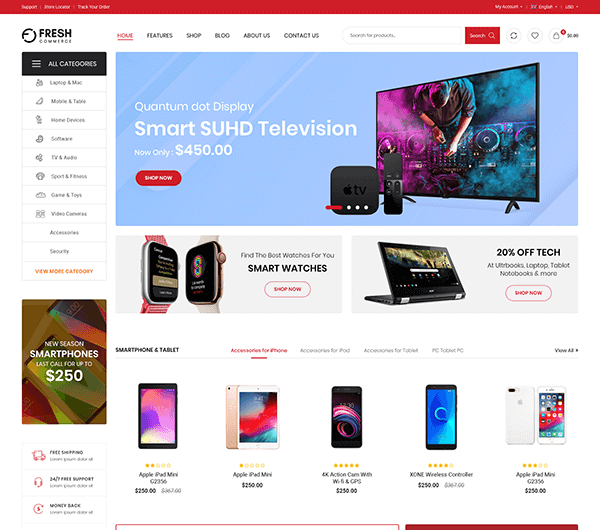 Support
Store Locator
Track Your Order
My Account
English
USD
FRESH
COMMERCE
HOME
FEATURES
SHOP
BLOG
ABOUT US
CONTACT US
Search for products..
Search
0
$0.00
ALL CATEGORIES
Laptop & Mac
Mobile & Table
Home Devices
Software
TV & Audio
Sport & Fitness
Game & Toys
Video Cameras
Accessories
Security
VIEW MORE CATEGORY
Quantum dot Display
Smart SUHD Television
Now Only : $450.00
SHOP NOW
tv
Find The Best Watches For You
SMART WATCHES
SHOP NOW
20% OFF TECH
At Ultrbooks, Laptop, Tablet
Notebooks & more
SHOP NOW
NEW SEASON
SMARTPHONES
LAST CALL FOR UP TO
$250
SMARTPHONE & TABLET
Accessories for iPhone
Accessories for iPod
Accessories for Tablet
PC Tablet PC
View All
Apple iPad Mini
G2356
$250.00 $367.00
Apple iPad Mini
$250.00
4K Action Cam With
Wi-fi & GPS
$250.00
XONE Wireless Controller
$250.00 $367.00
Apple iPad Mini
G2356
$250.00
FREE SHIPPING
Lorem ipsum dolor sit
24/7 FREE SUPPORT
Lorem ipsum dolor sit
MONEY BACK
Lorem ipsum dolor sit